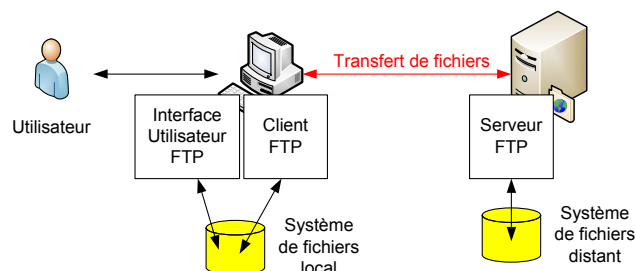 Transfert de fichiers
Utilisateur
Interface
Utilisateur
FTP
Client
FTP
Serveur
FTP
Système
de fichiers
local
Système
de fichiers
distant